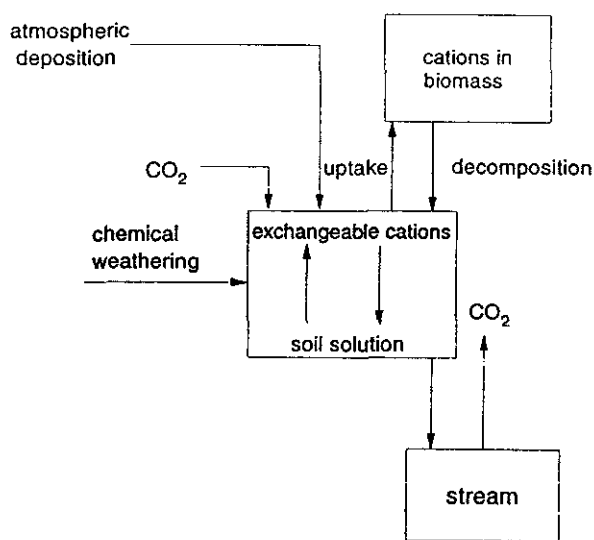 atmospheric
deposition
cations in
biomass
CO₂
uptake
decomposition
chemical
weathering
exchangeable cations
soil solution
CO₂
stream